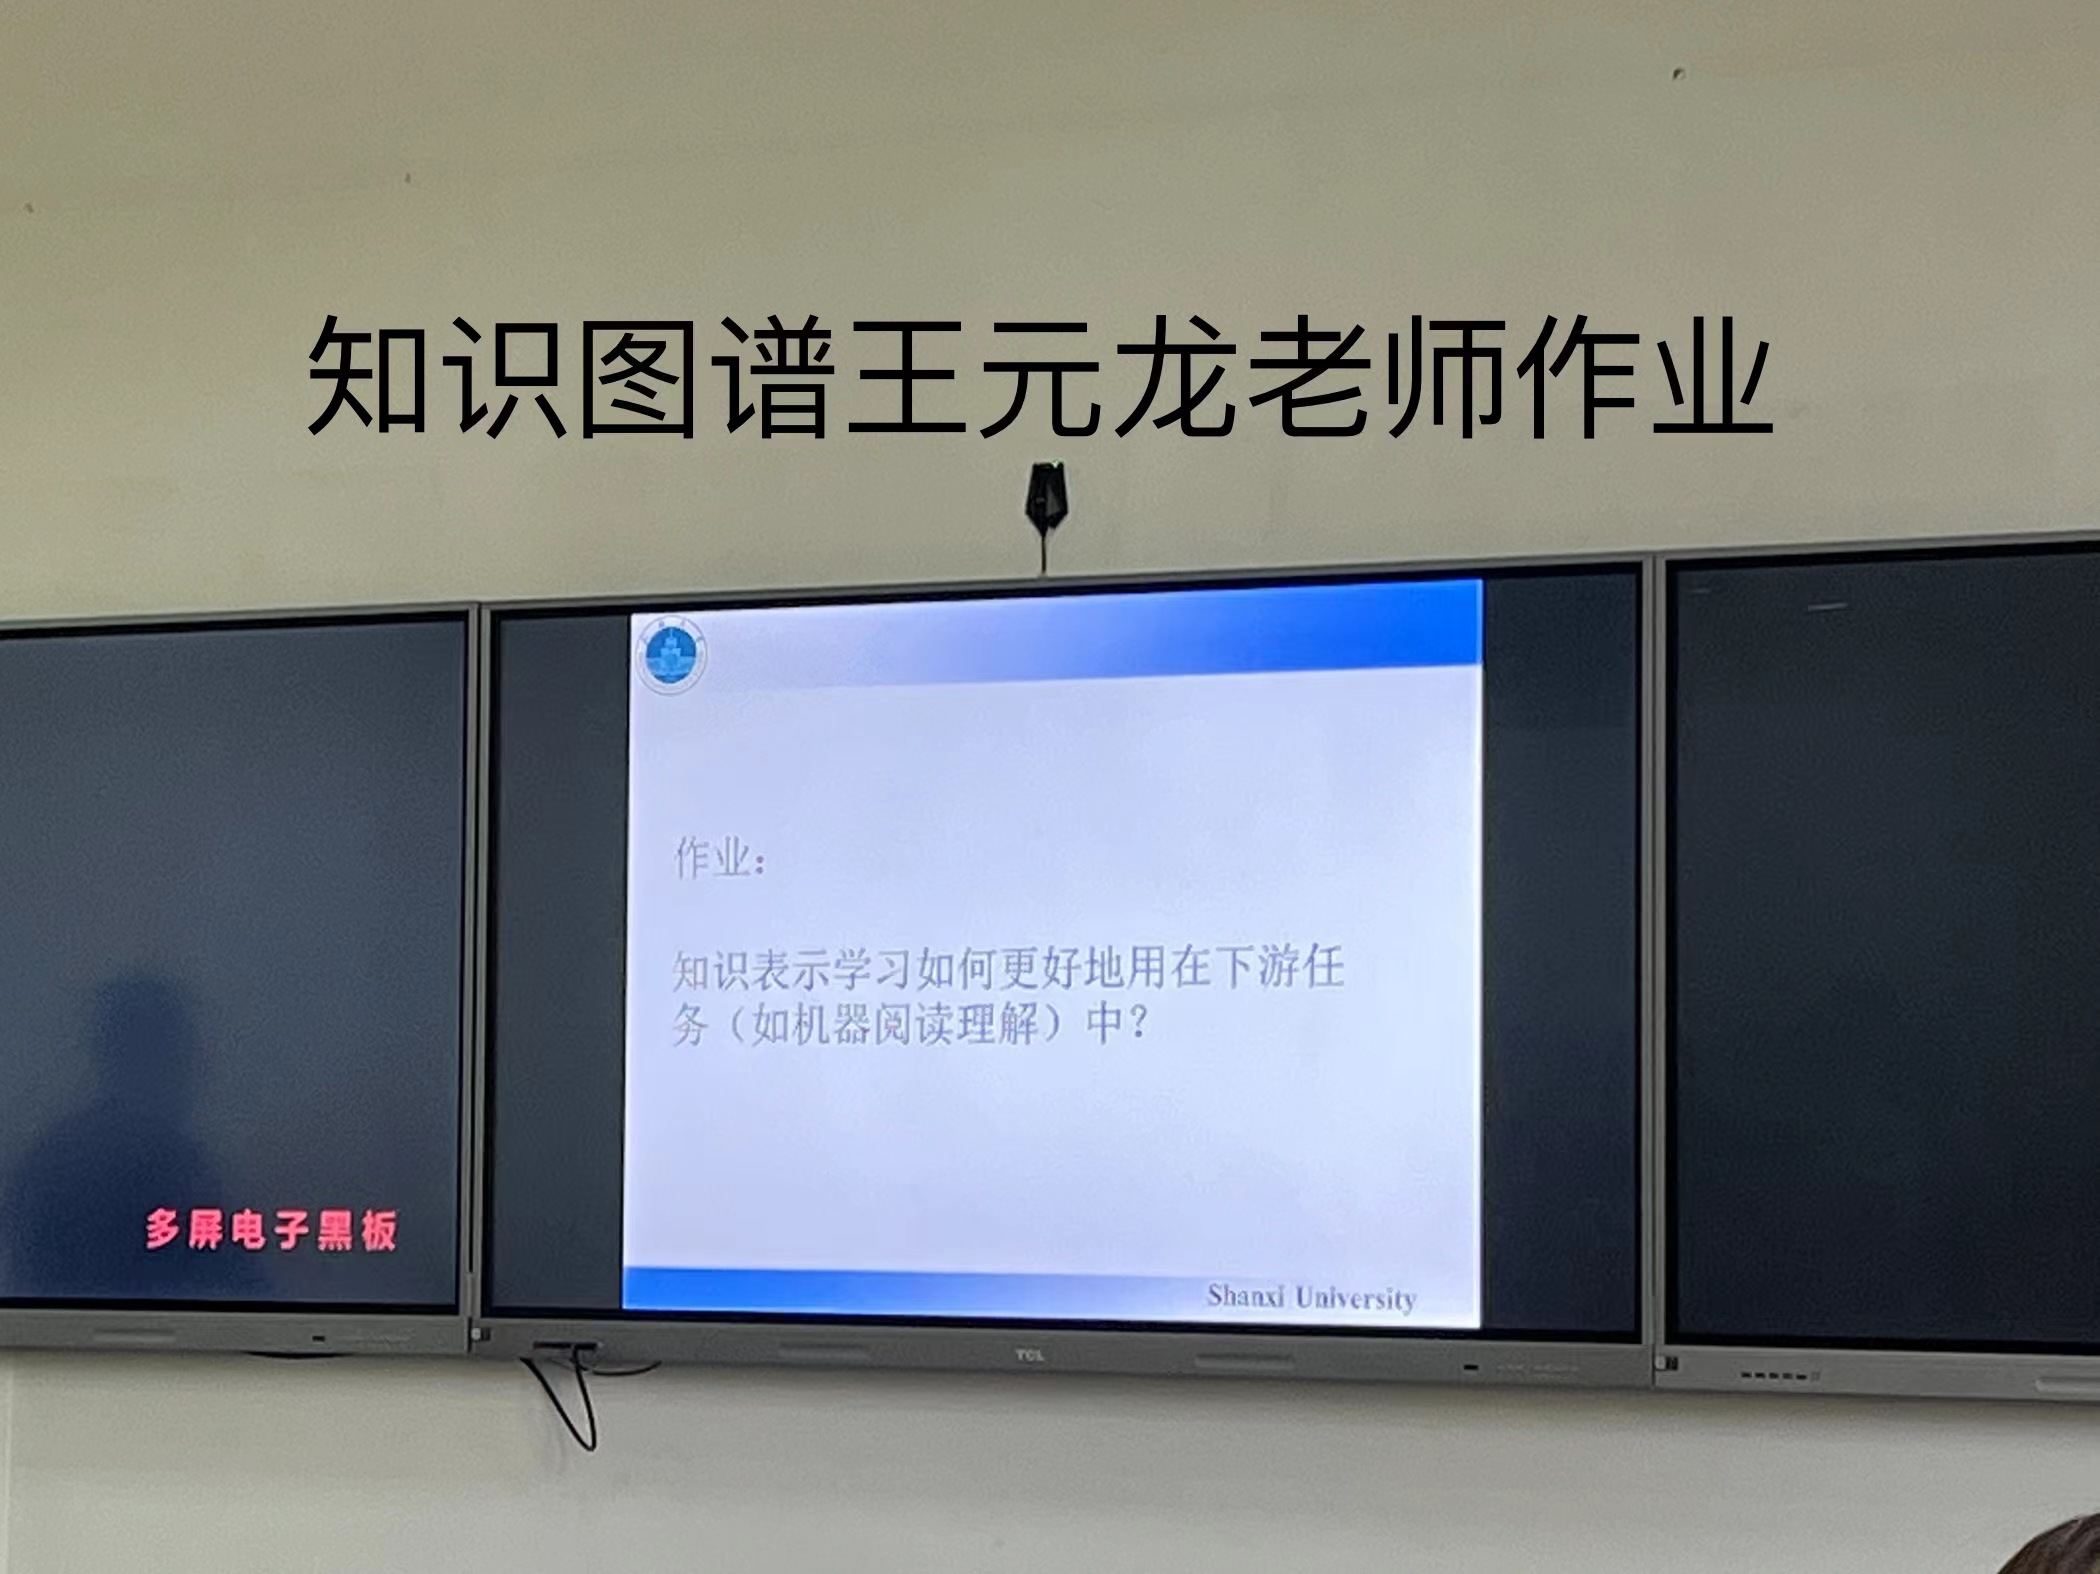 知识图谱王元龙老师作业
作业：
知识表示学习如何更好地用在下游任
务（如机器阅读理解）中？
多屏电子黑板
Shanxi University
TCL